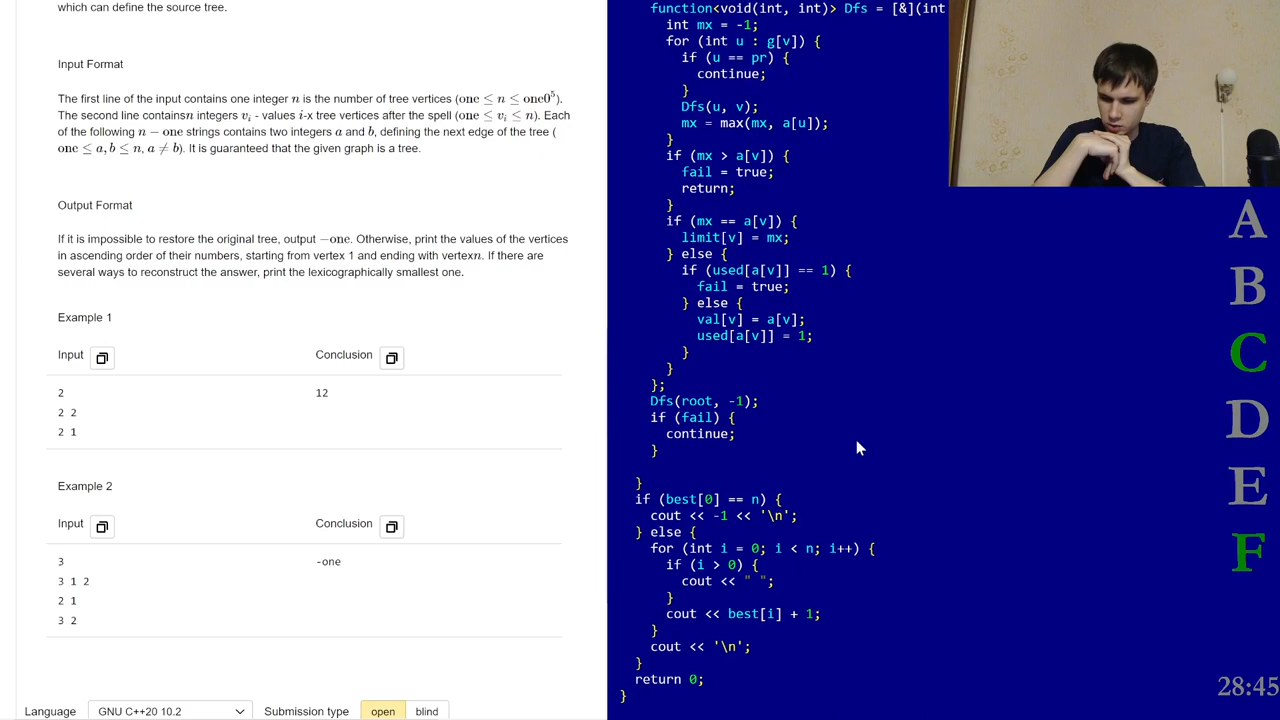 which can define the source tree.
Input Format
The first line of the input contains one integer n is the number of tree vertices (one ≤ n ≤ one0⁵).
The second line containsn integers vᵢ - values i-x tree vertices after the spell (one ≤ vᵢ ≤ n). Each
of the following n − one strings contains two integers a and b, defining the next edge of the tree (
one ≤ a, b ≤ n, a ≠ b). It is guaranteed that the given graph is a tree.
Output Format
If it is impossible to restore the original tree, output −one. Otherwise, print the values of the vertices
in ascending order of their numbers, starting from vertex 1 and ending with vertexn. If there are
several ways to reconstruct the answer, print the lexicographically smallest one.
Example 1
Input
Conclusion
2
12
2 2
2 1
Example 2
Input
Conclusion
3
-one
3 1 2
2 1
3 2
Language
GNU C++20 10.2
Submission type
open
blind
function<void(int, int)> Dfs = [&](int
int mx = -1;
for (int u : g[v]) {
if (u == pr) {
continue;
}
Dfs(u, v);
mx = max(mx, a[u]);
}
if (mx > a[v]) {
fail = true;
return;
}
if (mx == a[v]) {
limit[v] = mx;
} else {
if (used[a[v]] == 1) {
fail = true;
} else {
val[v] = a[v];
used[a[v]] = 1;
}
}
};
Dfs(root, -1);
if (fail) {
continue;
}
}
if (best[0] == n) {
cout << -1 << '\n';
} else {
for (int i = 0; i < n; i++) {
if (i > 0) {
cout << " ";
}
cout << best[i] + 1;
}
cout << '\n';
}
return 0;
}
A
B
C
D
E
F
28:45